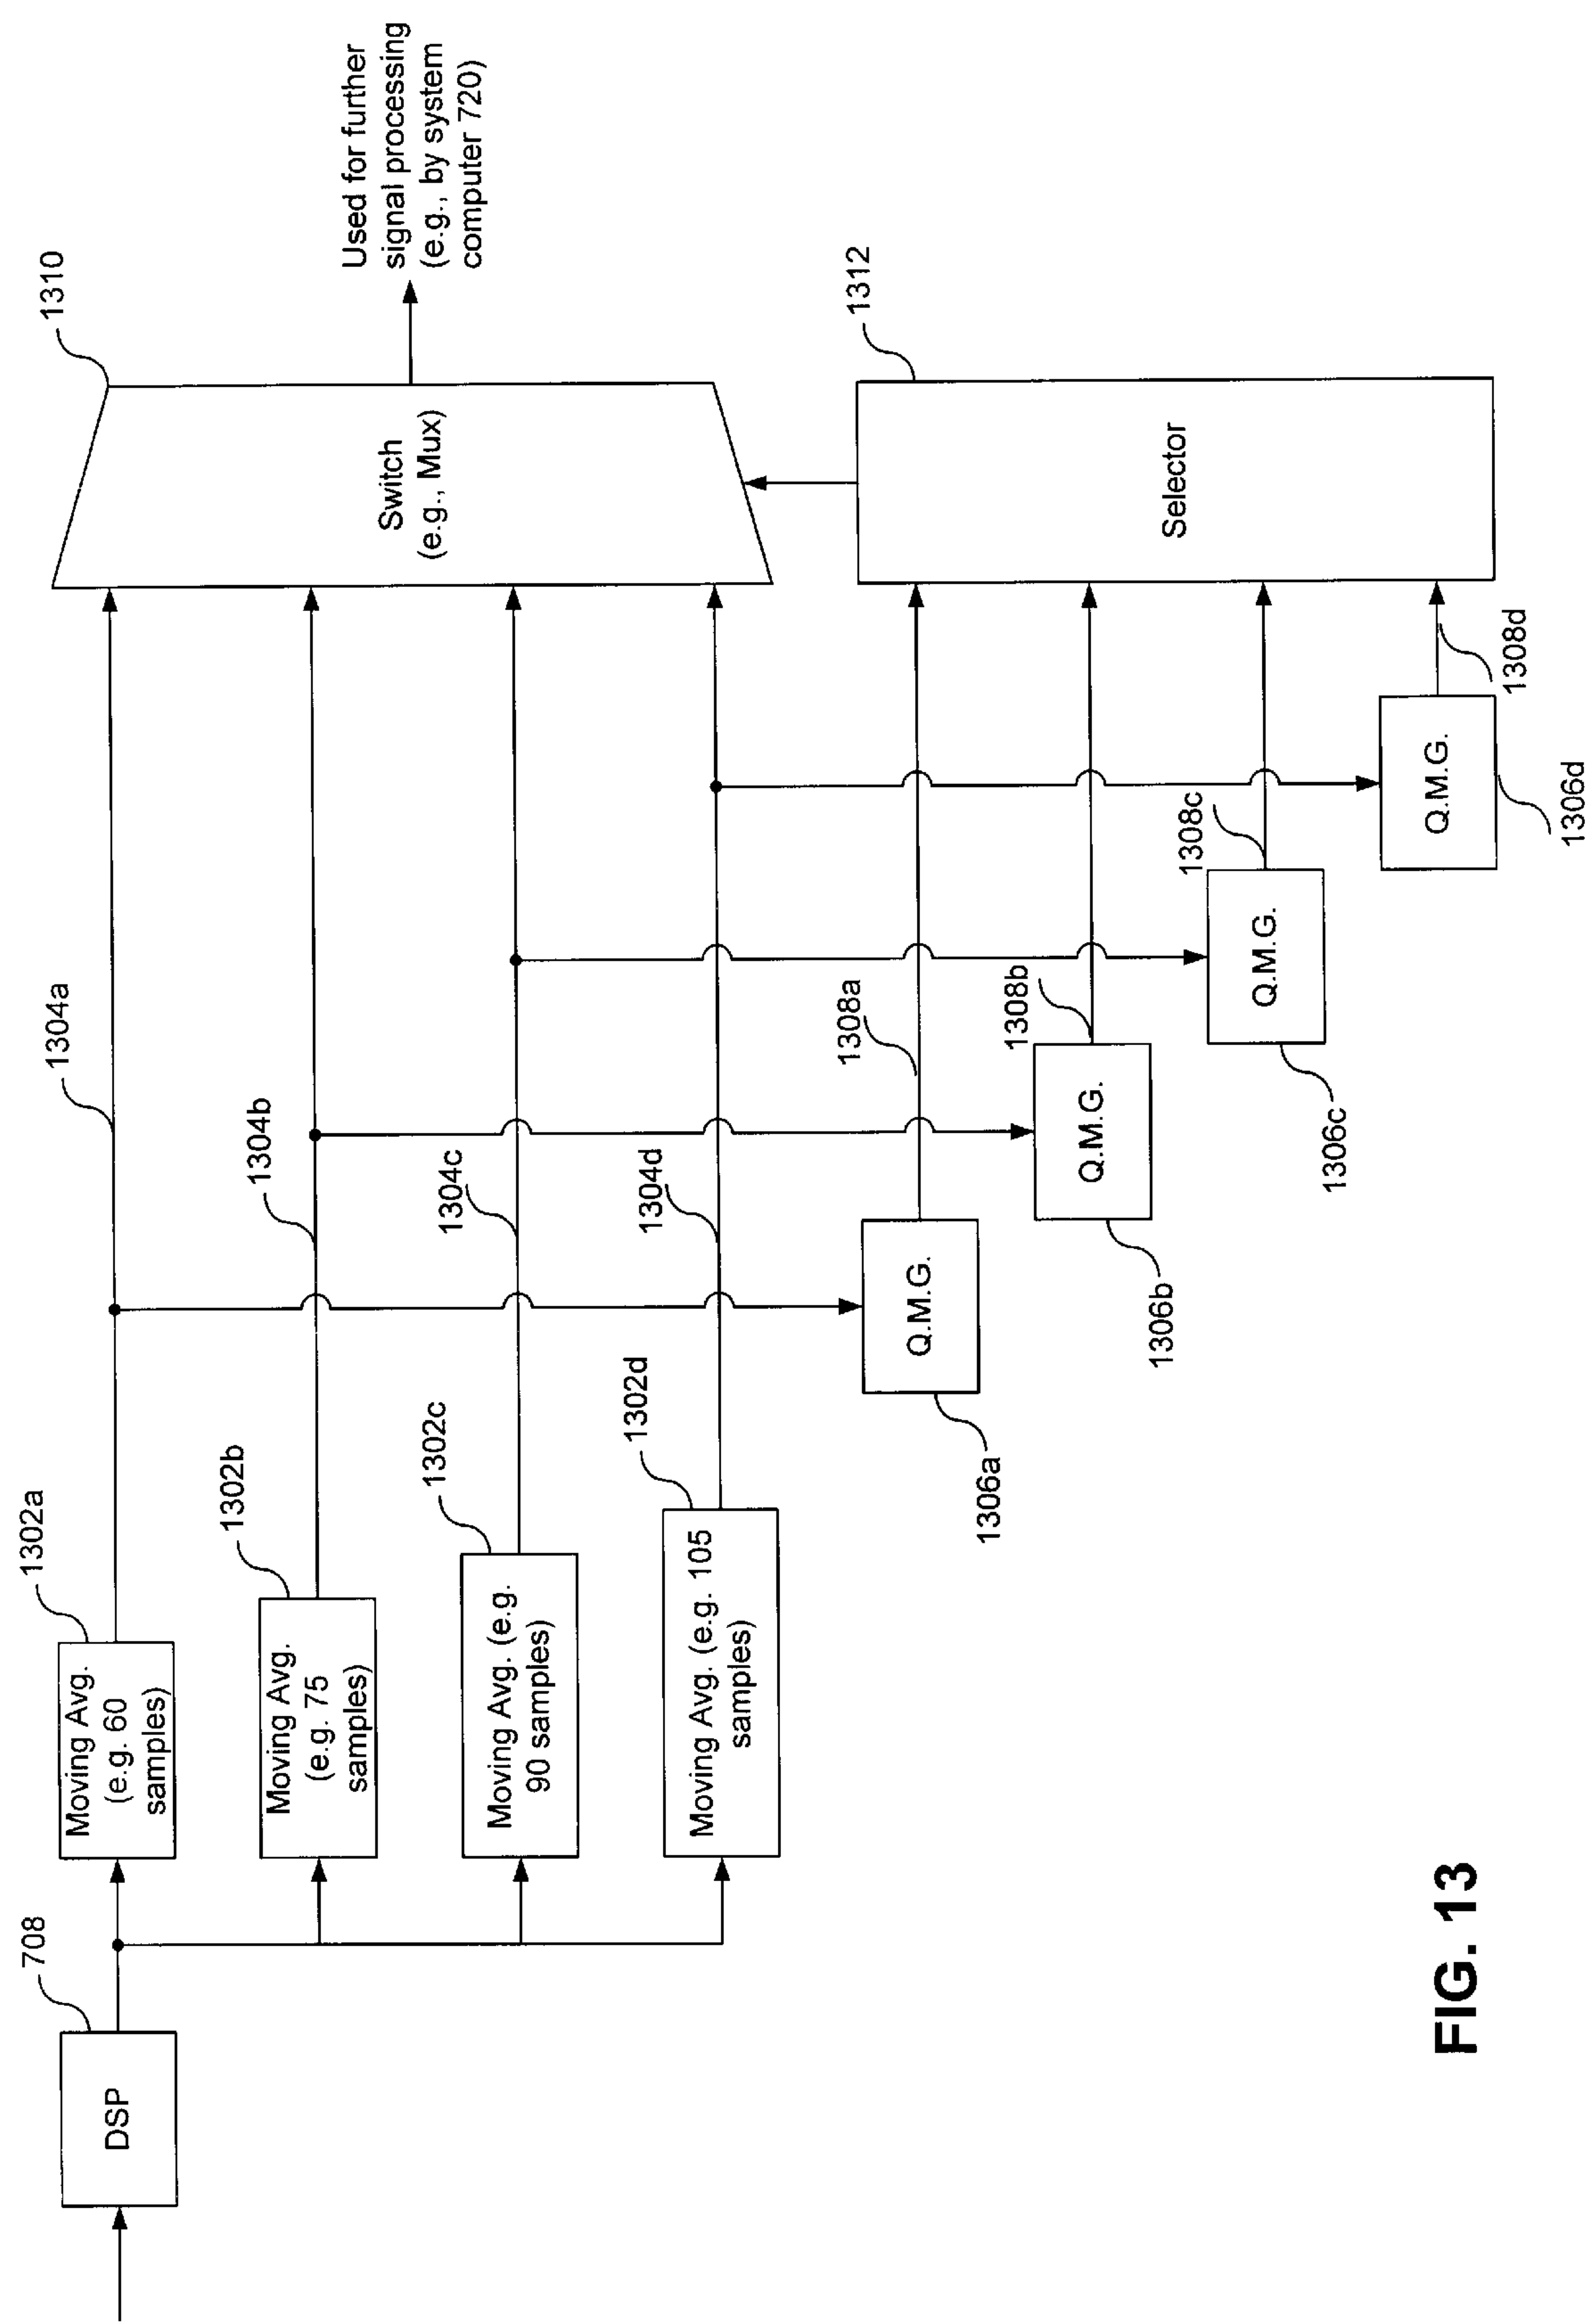 708
DSP
1302a
Moving Avg.
(e.g. 60
samples)
1302b
Moving Avg.
(e.g. 75
samples)
1302c
Moving Avg. (e.g.
90 samples)
1302d
Moving Avg. (e.g. 105
samples)
1304a
1304b
1304c
1304d
1306a
Q.M.G.
1306b
Q.M.G.
1306c
Q.M.G.
1306d
Q.M.G.
1308a
1308b
1308c
1308d
1310
Switch
(e.g., Mux)
1312
Selector
Used for further
signal processing
(e.g., by system
computer 720)
FIG. 13